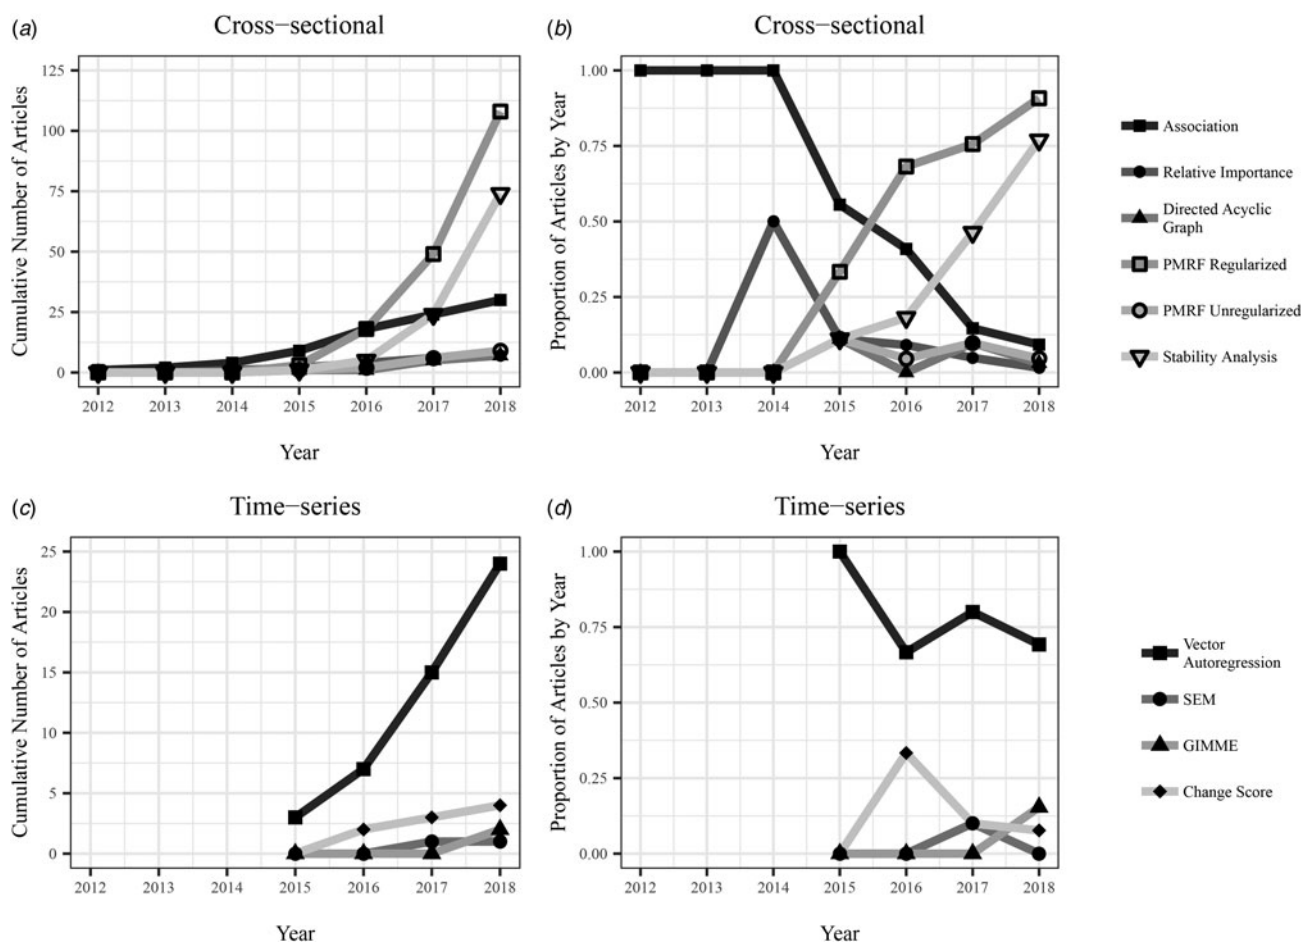 (a)
Cross-sectional
Cumulative Number of Articles
125
100
75
50
25
0
2012 2013 2014 2015 2016 2017 2018
Year
(b)
Cross-sectional
Proportion of Articles by Year
1.00
0.75
0.50
0.25
0.00
2012 2013 2014 2015 2016 2017 2018
Year
Association
Relative Importance
Directed Acyclic
Graph
PMRF Regularized
PMRF Unregularized
Stability Analysis
(c)
Time-series
Cumulative Number of Articles
25
20
15
10
5
0
2012 2013 2014 2015 2016 2017 2018
Year
(d)
Time-series
Proportion of Articles by Year
1.00
0.75
0.50
0.25
0.00
2012 2013 2014 2015 2016 2017 2018
Year
Vector
Autoregression
SEM
GIMME
Change Score